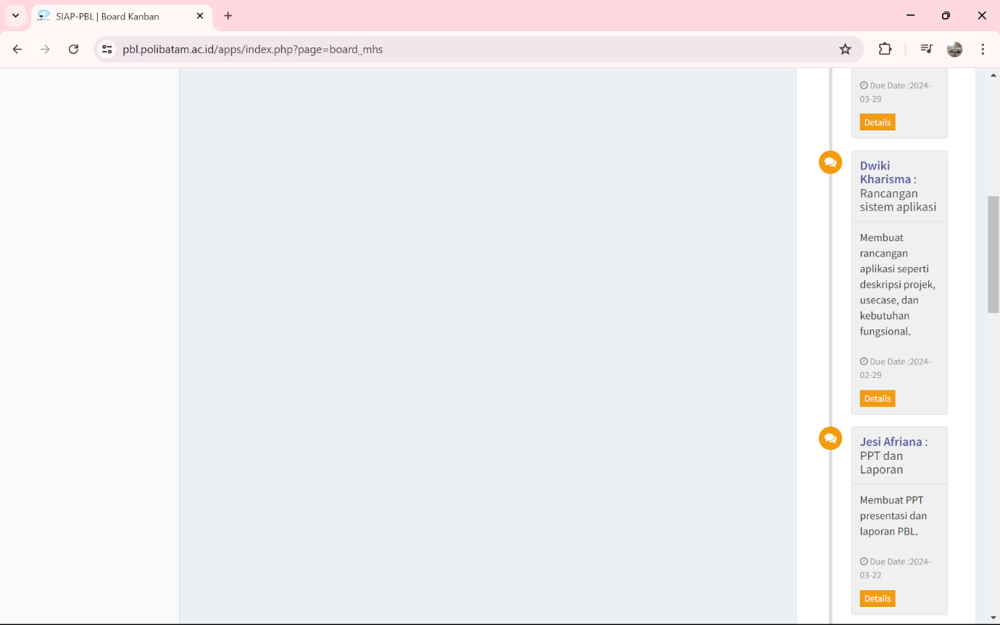 SIAP-PBL | Board Kanban
pbl.polibatam.ac.id/apps/index.php?page=board_mhs
Due Date :2024-
03-29
Details
Dwiki
Kharisma :
Rancangan
sistem aplikasi
Membuat
rancangan
aplikasi seperti
deskripsi projek,
usecase, dan
kebutuhan
fungsional.
Due Date :2024-
02-29
Details
Jesi Afriana :
PPT dan
Laporan
Membuat PPT
presentasi dan
laporan PBL.
Due Date :2024-
03-22
Details